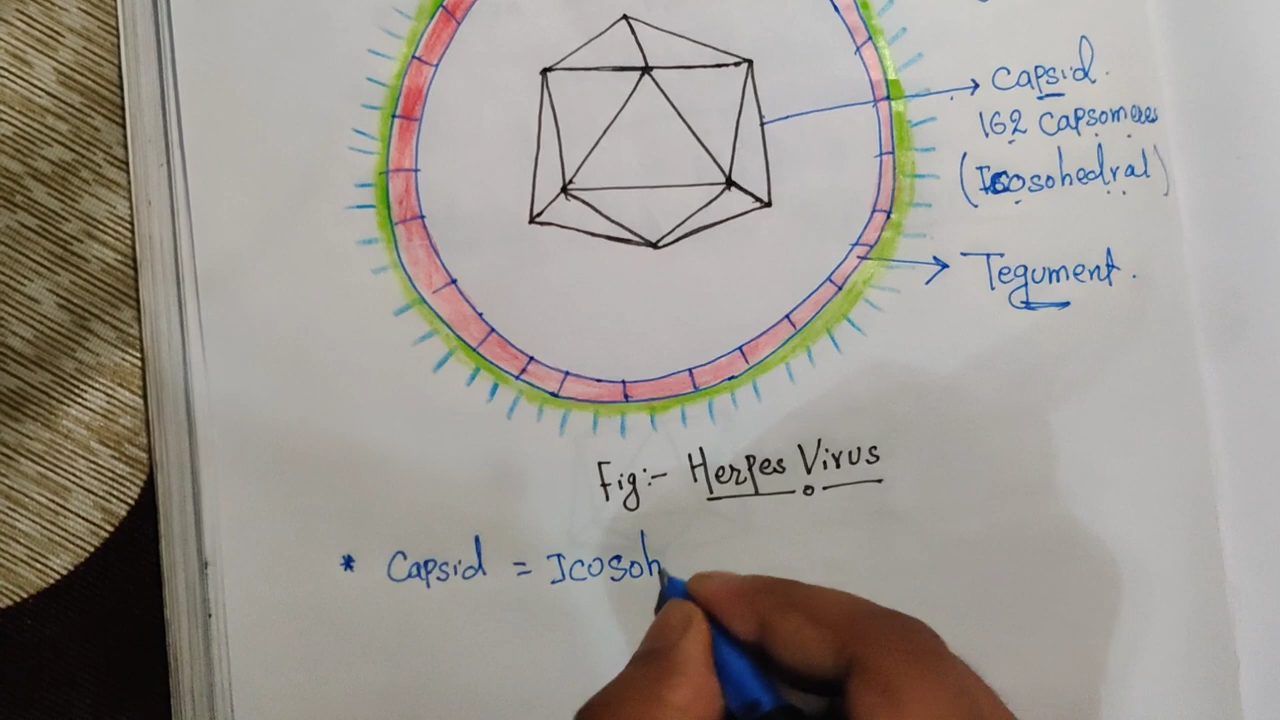 Capsid.
162 Capsomeres
(Icosohedral)
Tegument.
Fig:- Herpes Virus
* Capsid = Icosoh